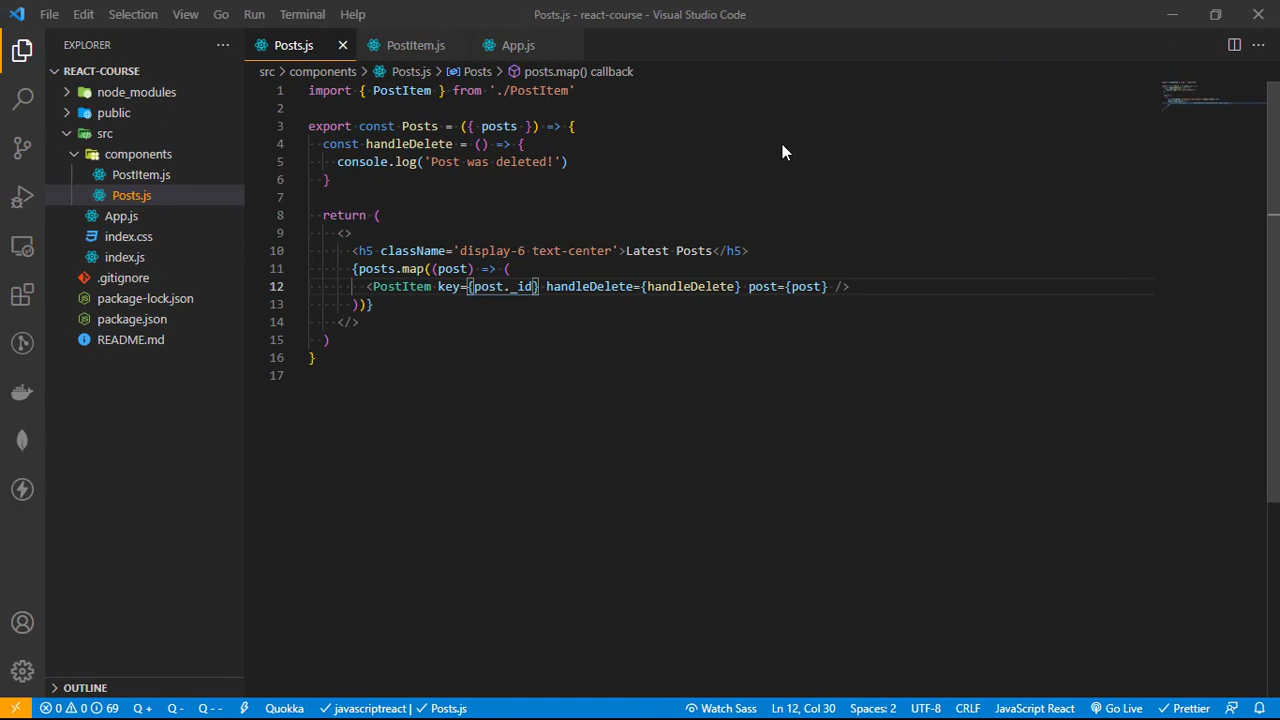 File Edit Selection View Go Run Terminal Help Posts.js - react-course - Visual Studio Code
EXPLORER
REACT-COURSE
node_modules
public
src
components
PostItem.js
Posts.js
App.js
index.css
index.js
.gitignore
package-lock.json
package.json
README.md
OUTLINE
Posts.js PostItem.js App.js
src components Posts.js Posts posts.map() callback
1 import { PostItem } from './PostItem'
2
3 export const Posts = ({ posts }) => {
4 const handleDelete = () => {
5 console.log('Post was deleted!')
6 }
7
8 return (
9 <>
10 <h5 className='display-6 text-center'>Latest Posts</h5>
11 {posts.map((post) => (
12 <PostItem key={post._id} handleDelete={handleDelete} post={post} />
13 ))}
14 </>
15 )
16 }
17
0 0 69 Q + Q - Q - - Quokka javascriptreact | Posts.js Watch Sass Ln 12, Col 30 Spaces: 2 UTF-8 CRLF JavaScript React Go Live Prettier